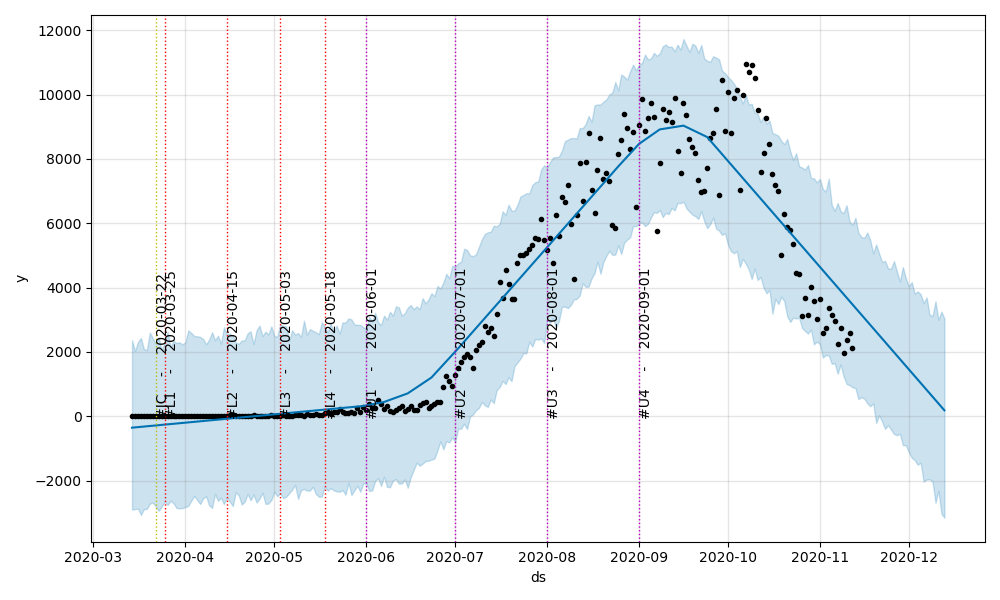 12000
10000
8000
6000
4000
2000
0
−2000
y
#JC - 2020-03-22
#L1 - 2020-03-25
#L2 - 2020-04-15
#L3 - 2020-05-03
#L4 - 2020-05-18
#U1 - 2020-06-01
#U2 - 2020-07-01
#U3 - 2020-08-01
#U4 - 2020-09-01
2020-03 2020-04 2020-05 2020-06 2020-07 2020-08 2020-09 2020-10 2020-11 2020-12
ds